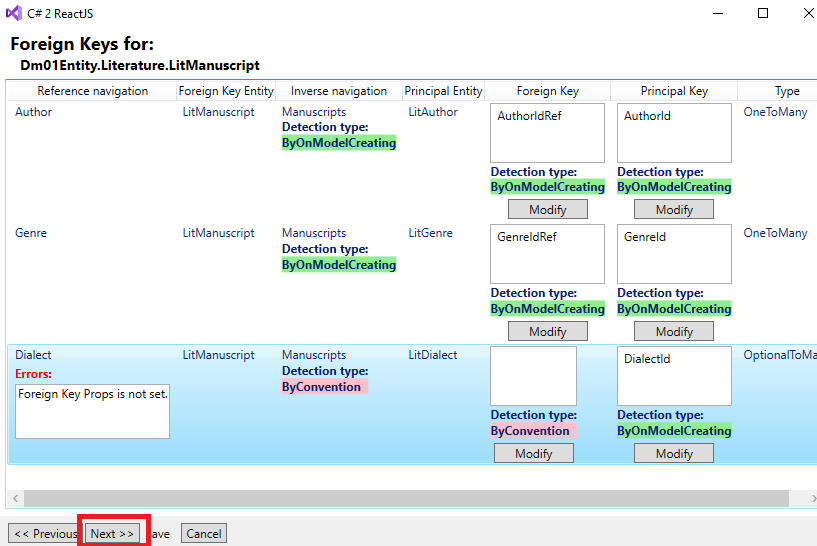 C# 2 ReactJS
Foreign Keys for:
Dm01Entity.Literature.LitManuscript
Reference navigation Foreign Key Entity Inverse navigation Principal Entity Foreign Key Principal Key Type
Author LitManuscript Manuscripts LitAuthor AuthorIdRef AuthorId OneToMany
Detection type:
ByOnModelCreating
Detection type: Detection type:
ByOnModelCreating ByOnModelCreating
Modify Modify
Genre LitManuscript Manuscripts LitGenre GenreIdRef GenreId OneToMany
Detection type:
ByOnModelCreating
Detection type: Detection type:
ByOnModelCreating ByOnModelCreating
Modify Modify
Dialect LitManuscript Manuscripts LitDialect DialectId OptionalToMa
Errors: Detection type:
Foreign Key Props is not set. ByConvention
Detection type: Detection type:
ByConvention ByOnModelCreating
Modify Modify
<< Previous Next >> ave Cancel